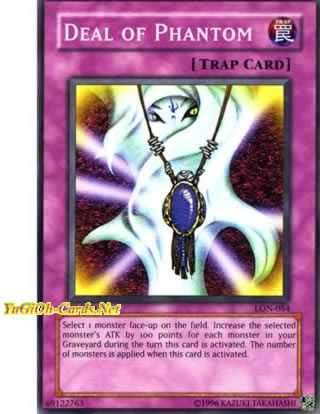 DEAL OF PHANTOM
TRAP
罠
[TRAP CARD]
LON-084
YuGiOh-Cards.Net
Select 1 monster face-up on the field. Increase the selected
monster's ATK by 100 points for each monster in your
Graveyard during the turn this card is activated. The number
of monsters is applied when this card is activated.
69122763
©1996 KAZUKI TAKAHASHI